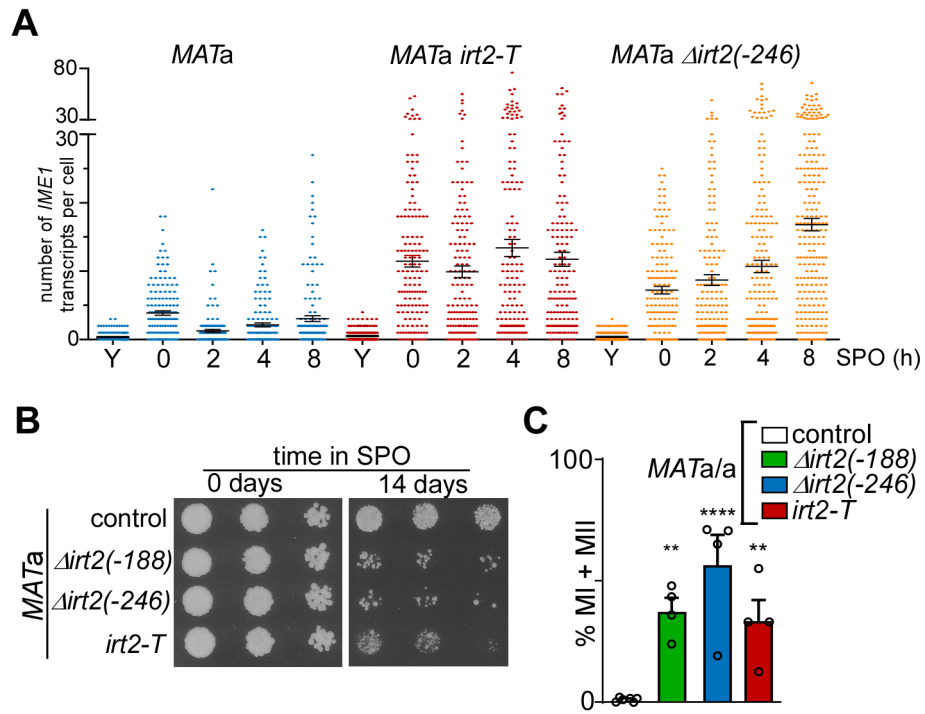 A
MATa
MATa irt2-T
MATa Δirt2(-246)
80
30
30
0
number of IME1
transcripts per cell
Y 0 2 4 8 Y 0 2 4 8 Y 0 2 4 8 SPO (h)
B
time in SPO
0 days 14 days
MATa
control
Δirt2(-188)
Δirt2(-246)
irt2-T
C
control
Δirt2(-188)
Δirt2(-246)
irt2-T
MATa/a
100
0
% MI + MII
** **** **